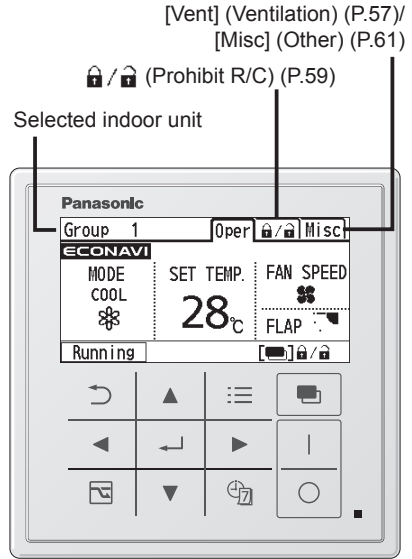 [Vent] (Ventilation) (P.57)/
[Misc] (Other) (P.61)
/ (Prohibit R/C) (P.59)
Selected indoor unit
Panasonic
Group 1 Oper / Misc
ECONAVI
MODE SET TEMP. FAN SPEED
COOL
28°C
FLAP
Running [ ] /
7